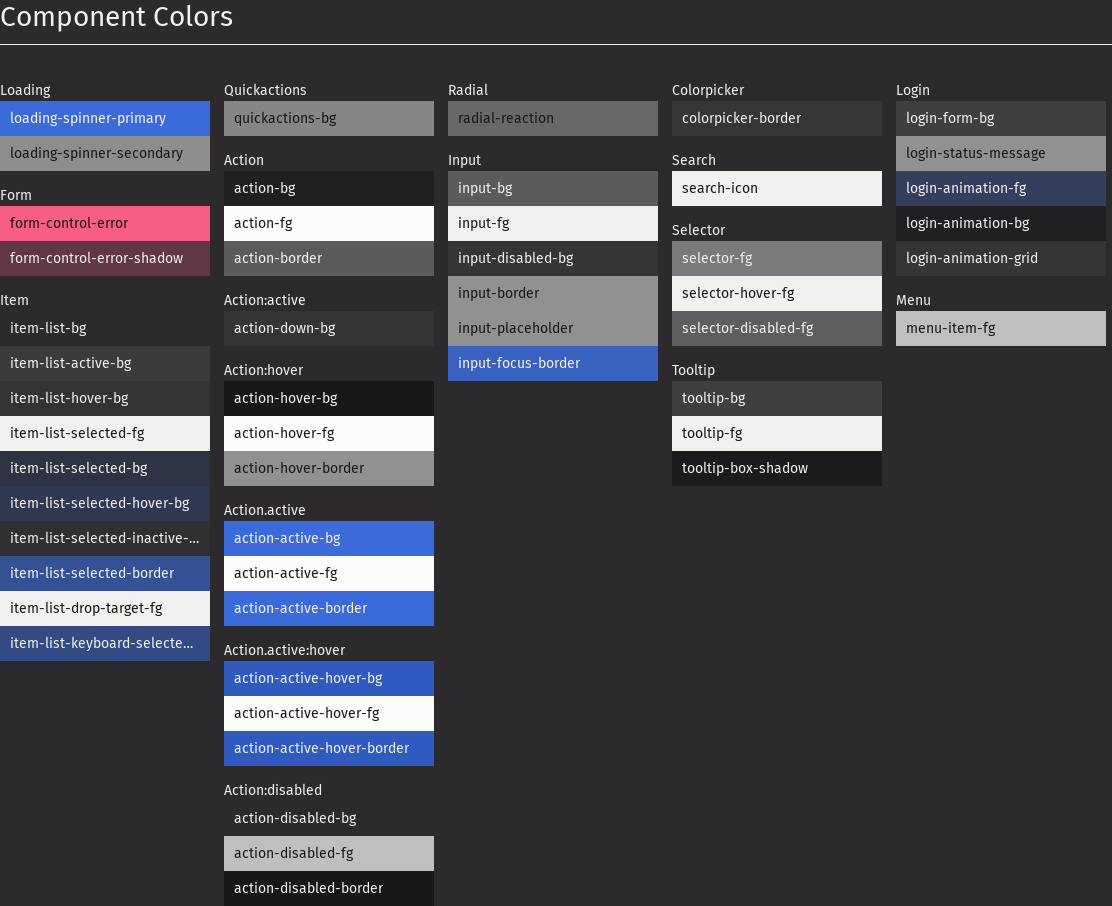 Component Colors
Loading
loading-spinner-primary
loading-spinner-secondary
Form
form-control-error
form-control-error-shadow
Item
item-list-bg
item-list-active-bg
item-list-hover-bg
item-list-selected-fg
item-list-selected-bg
item-list-selected-hover-bg
item-list-selected-inactive-...
item-list-selected-border
item-list-drop-target-fg
item-list-keyboard-selecte...
Quickactions
quickactions-bg
Action
action-bg
action-fg
action-border
Action:active
action-down-bg
Action:hover
action-hover-bg
action-hover-fg
action-hover-border
Action.active
action-active-bg
action-active-fg
action-active-border
Action.active:hover
action-active-hover-bg
action-active-hover-fg
action-active-hover-border
Action:disabled
action-disabled-bg
action-disabled-fg
action-disabled-border
Radial
radial-reaction
Input
input-bg
input-fg
input-disabled-bg
input-border
input-placeholder
input-focus-border
Colorpicker
colorpicker-border
Search
search-icon
Selector
selector-fg
selector-hover-fg
selector-disabled-fg
Tooltip
tooltip-bg
tooltip-fg
tooltip-box-shadow
Login
login-form-bg
login-status-message
login-animation-fg
login-animation-bg
login-animation-grid
Menu
menu-item-fg